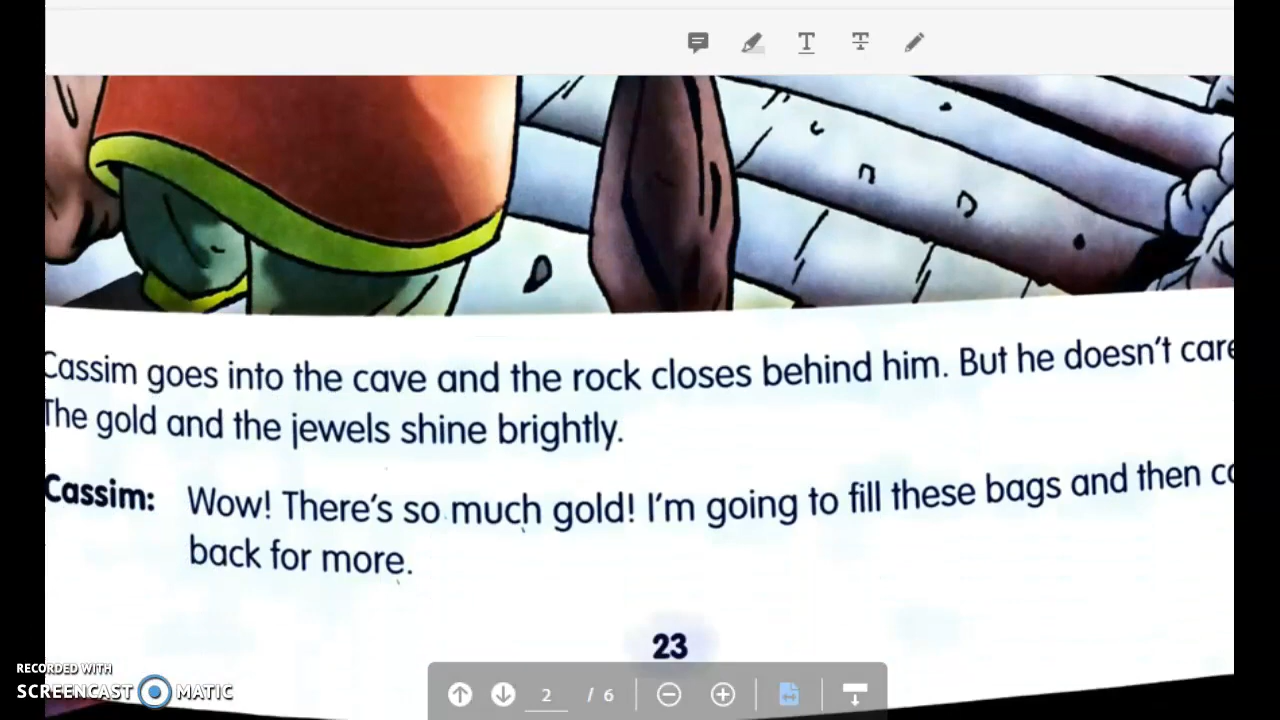 Cassim goes into the cave and the rock closes behind him. But he doesn't care
The gold and the jewels shine brightly.
Cassim: Wow! There's so much gold! I'm going to fill these bags and then
back for more.
23
2 / 6
RECORDED WITH
SCREENCAST MATIC